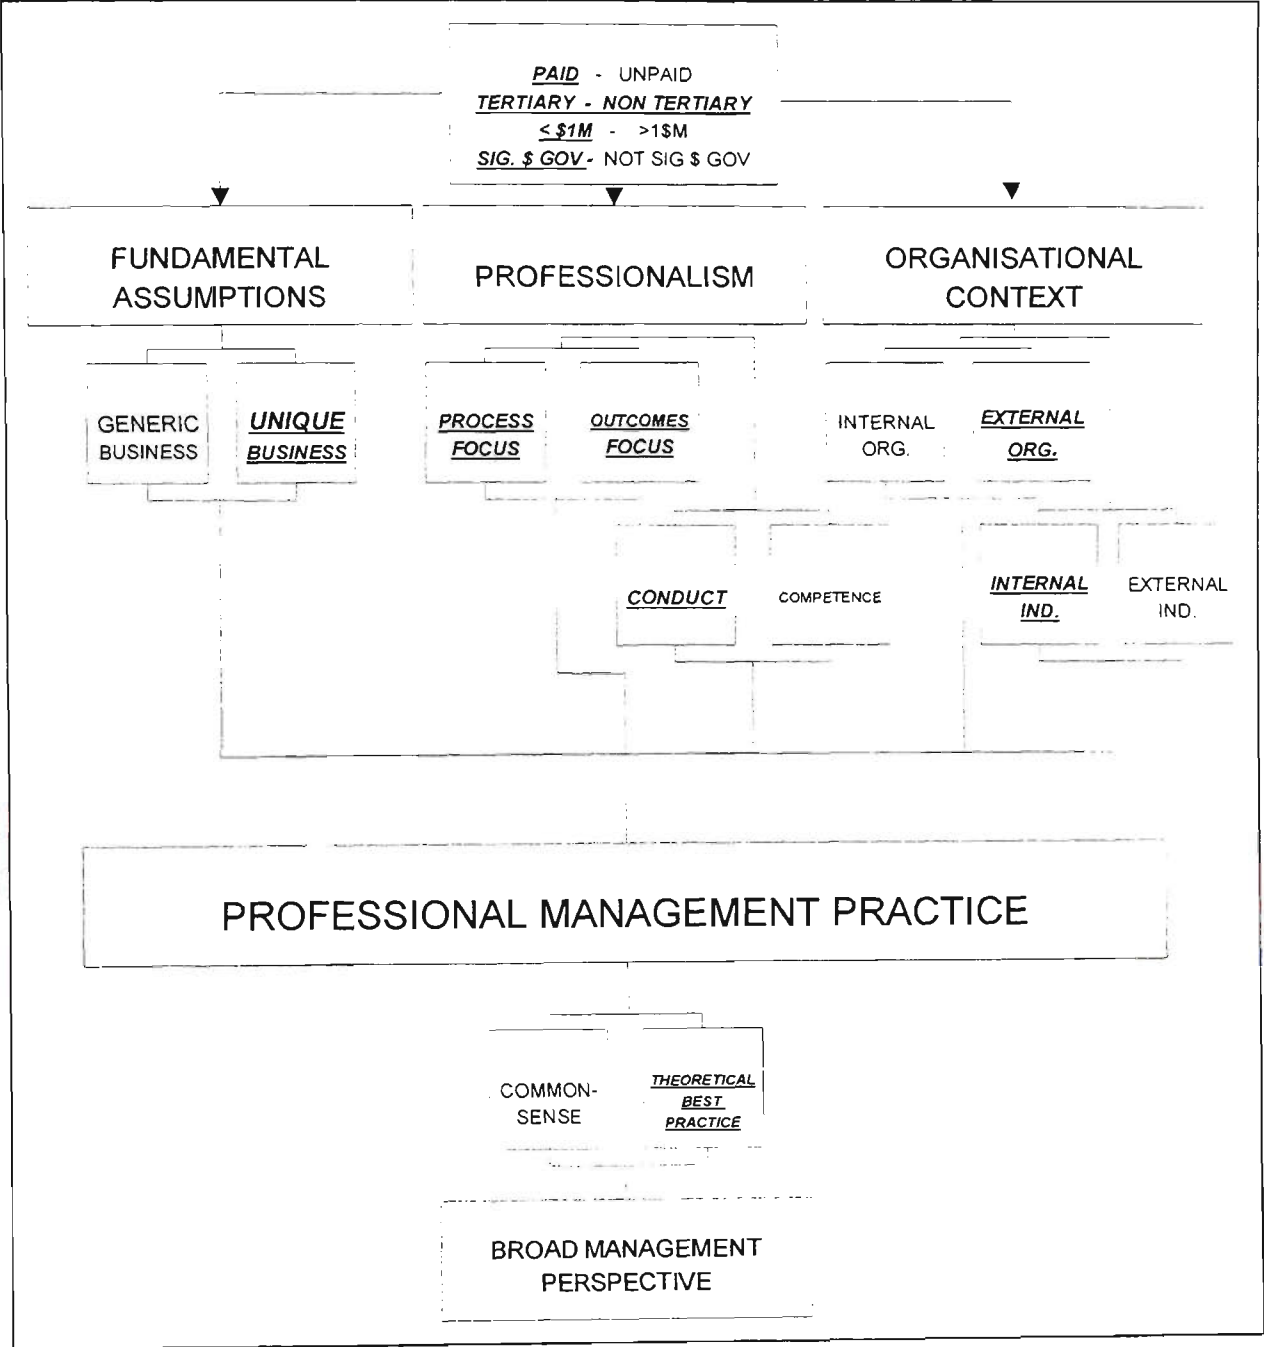 PAID - UNPAID
TERTIARY - NON TERTIARY
< $1M - >1$M
SIG. $ GOV - NOT SIG $ GOV
FUNDAMENTAL
ASSUMPTIONS
PROFESSIONALISM
ORGANISATIONAL
CONTEXT
GENERIC
BUSINESS
UNIQUE
BUSINESS
PROCESS
FOCUS
OUTCOMES
FOCUS
INTERNAL
ORG.
EXTERNAL
ORG.
CONDUCT
COMPETENCE
INTERNAL
IND.
EXTERNAL
IND.
PROFESSIONAL MANAGEMENT PRACTICE
COMMON-
SENSE
THEORETICAL
BEST
PRACTICE
BROAD MANAGEMENT
PERSPECTIVE